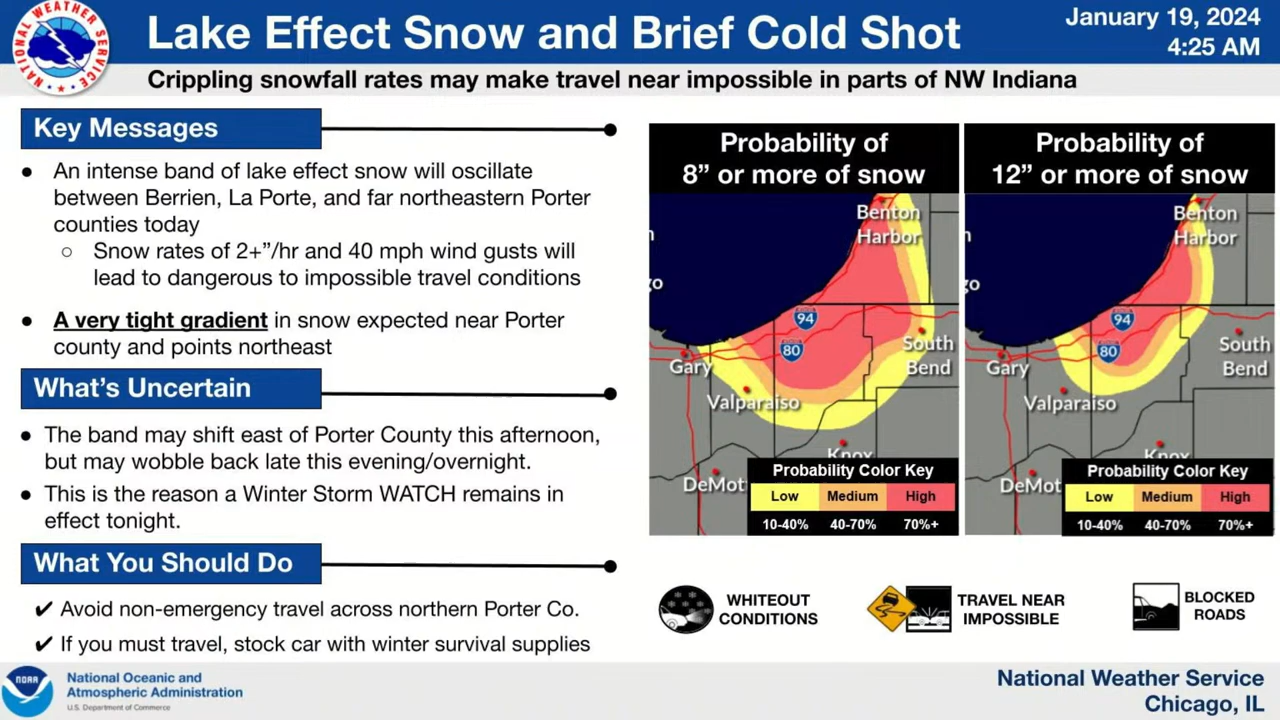 NATIONAL WEATHER SERVICE
Lake Effect Snow and Brief Cold Shot
January 19, 2024
4:25 AM
Crippling snowfall rates may make travel near impossible in parts of NW Indiana
Key Messages
● An intense band of lake effect snow will oscillate
between Berrien, La Porte, and far northeastern Porter
counties today
○ Snow rates of 2+”/hr and 40 mph wind gusts will
lead to dangerous to impossible travel conditions
● A very tight gradient in snow expected near Porter
county and points northeast
What’s Uncertain
● The band may shift east of Porter County this afternoon,
but may wobble back late this evening/overnight.
● This is the reason a Winter Storm WATCH remains in
effect tonight.
What You Should Do
✔ Avoid non-emergency travel across northern Porter Co.
✔ If you must travel, stock car with winter survival supplies
Probability of
8” or more of snow
Benton
Harbor
go
94
80
Gary
South
Bend
Valparaiso
Knox
DeMot
Probability Color Key
Low Medium High
10-40% 40-70% 70%+
Probability of
12” or more of snow
Benton
Harbor
go
94
80
Gary
South
Bend
Valparaiso
Knox
DeMot
Probability Color Key
Low Medium High
10-40% 40-70% 70%+
WHITEOUT
CONDITIONS
TRAVEL NEAR
IMPOSSIBLE
BLOCKED
ROADS
NOAA
National Oceanic and
Atmospheric Administration
U.S. Department of Commerce
National Weather Service
Chicago, IL